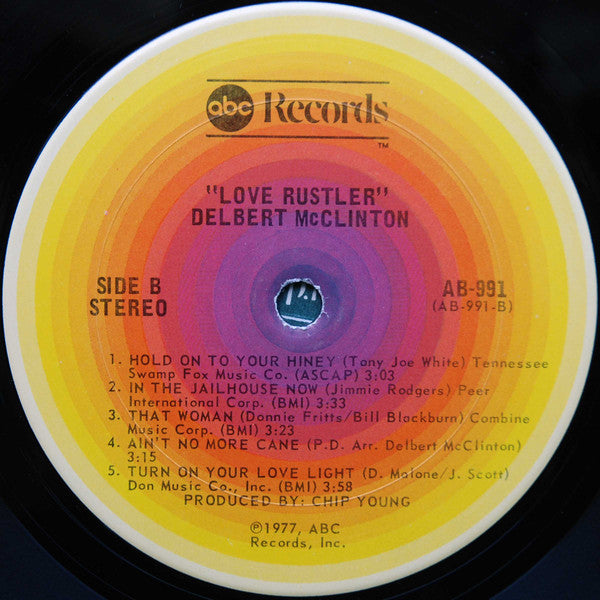 abc Records
TM
"LOVE RUSTLER"
DELBERT McCLINTON
SIDE B
STEREO
AB-991
(AB-991-B)
1. HOLD ON TO YOUR HINEY (Tony Joe White) Tennessee
Swamp Fox Music Co. (ASCAP) 3:03
2. IN THE JAILHOUSE NOW (Jimmie Rodgers) Peer
International Corp. (BMI) 3:33
3. THAT WOMAN (Donnie Fritts/Bill Blackburn) Combine
Music Corp. (BMI) 3:23
4. AIN'T NO MORE CANE (P.D. Arr. Delbert McClinton)
3:15
5. TURN ON YOUR LOVE LIGHT (D. Malone/J. Scott)
Don Music Co., Inc. (BMI) 3:58
PRODUCED BY: CHIP YOUNG
℗1977, ABC
Records, Inc.